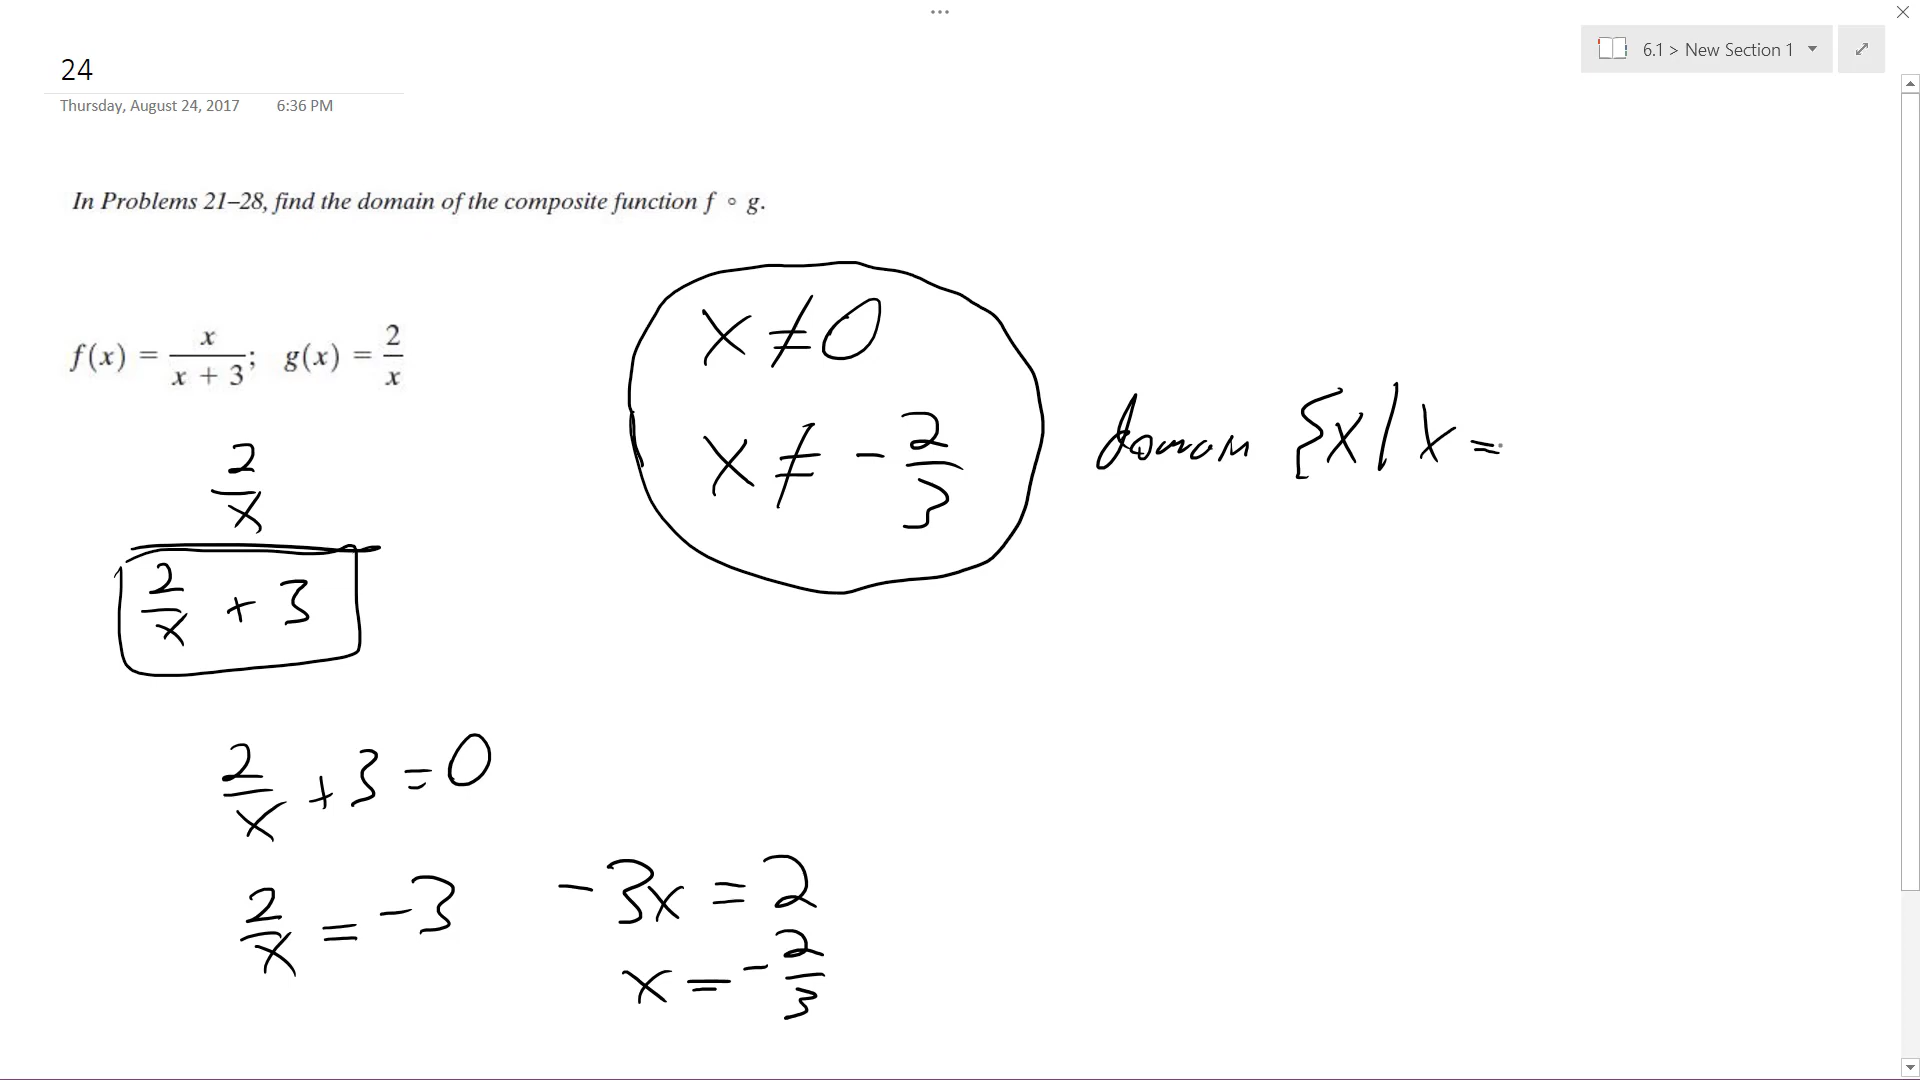 6.1 > New Section 1
24
Thursday, August 24, 2017 6:36 PM
In Problems 21–28, find the domain of the composite function f ∘ g.
f(x) = x/(x + 3); g(x) = 2/x
2/x
2/x + 3
2/x + 3 = 0
2/x = -3
-3x = 2
x = -2/3
x ≠ 0
x ≠ -2/3
domain {x | x =